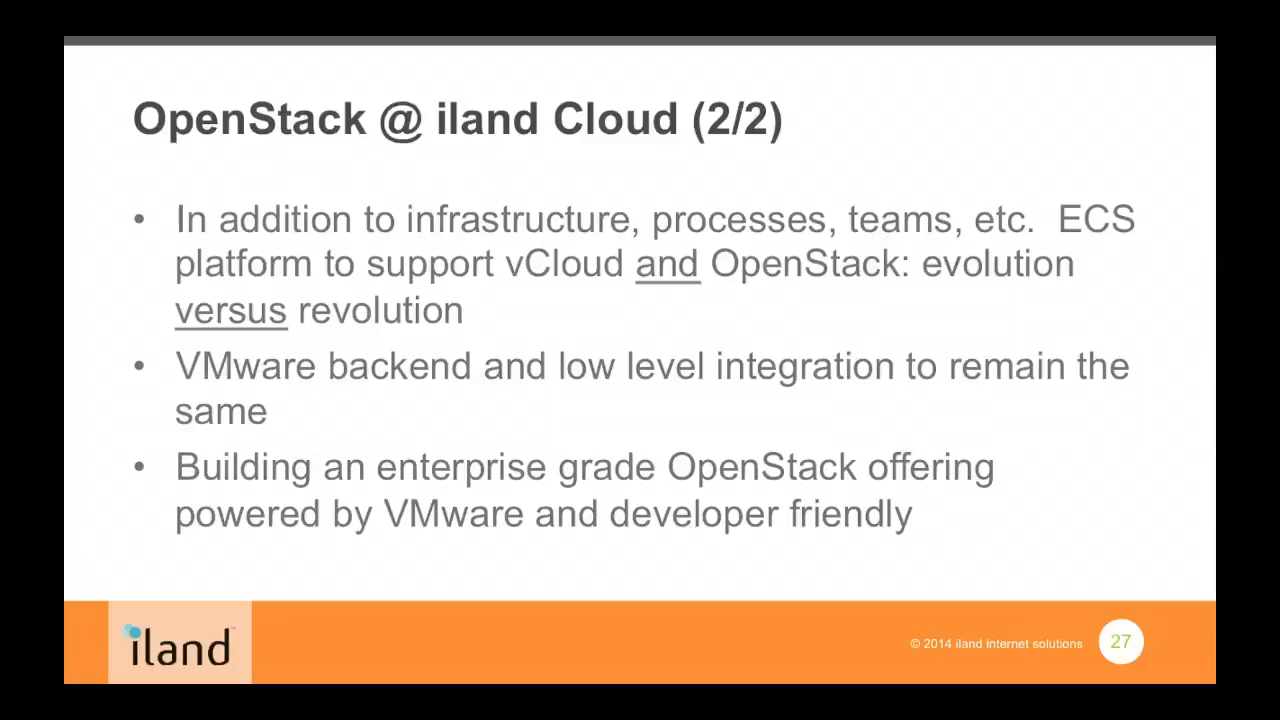 OpenStack @ iland Cloud (2/2)
• In addition to infrastructure, processes, teams, etc.  ECS
platform to support vCloud and OpenStack: evolution
versus revolution
• VMware backend and low level integration to remain the
same
• Building an enterprise grade OpenStack offering
powered by VMware and developer friendly
iland
© 2014 iland internet solutions
27